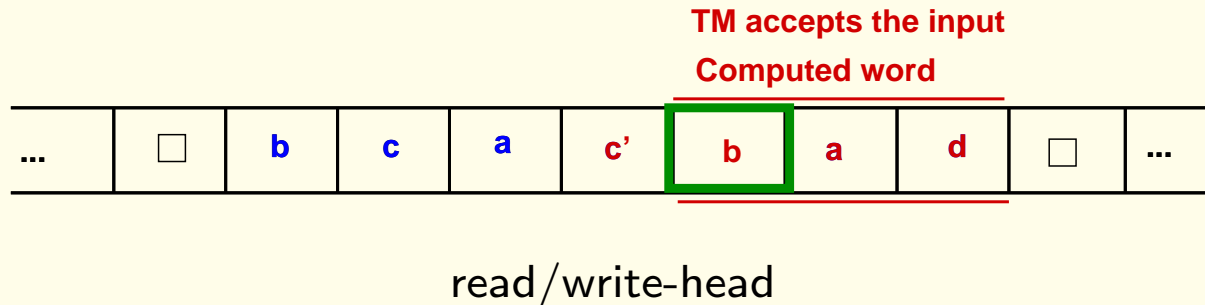 TM accepts the input
Computed word
... □ b c a c’ b a d □ ...
read/write-head